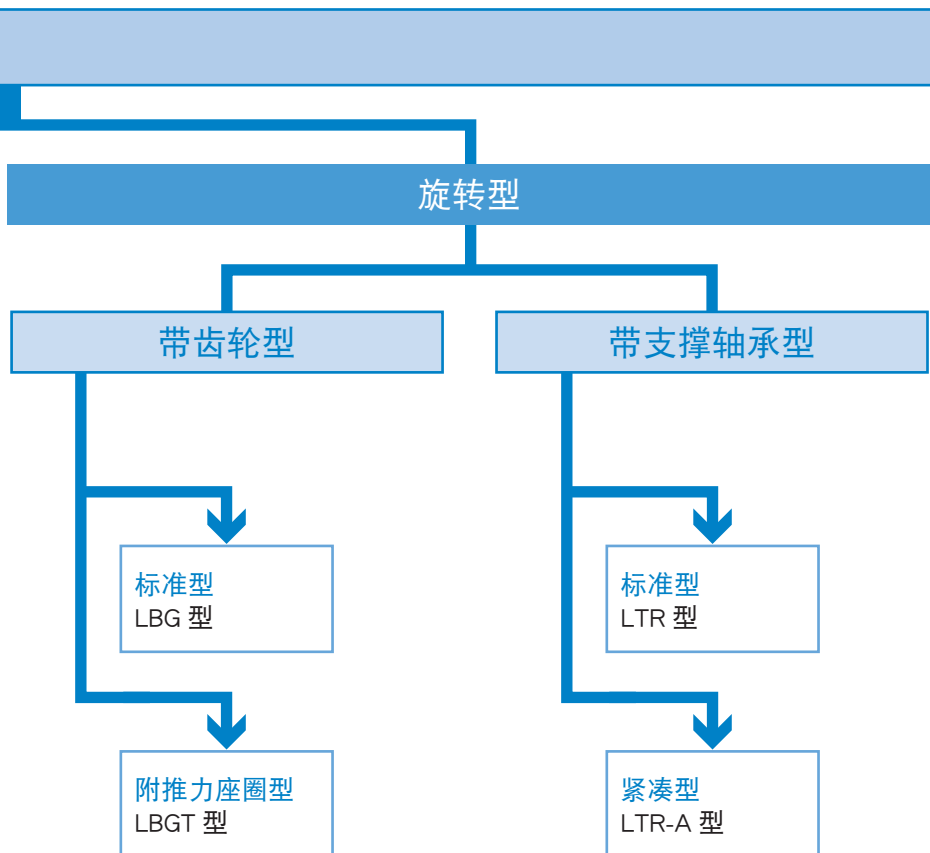 旋转型
带齿轮型
带支撑轴承型
标准型
LBG 型
标准型
LTR 型
附推力座圈型
LBGT 型
紧凑型
LTR-A 型